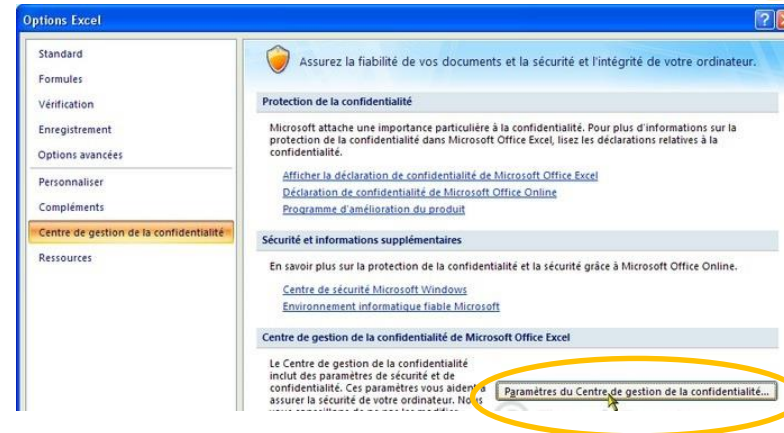 Options Excel
Standard
Formules
Vérification
Enregistrement
Options avancées
Personnaliser
Compléments
Centre de gestion de la confidentialité
Ressources
Assurez la fiabilité de vos documents et la sécurité et l'intégrité de votre ordinateur.
Protection de la confidentialité
Microsoft attache une importance particulière à la confidentialité. Pour plus d'informations sur la
protection de la confidentialité dans Microsoft Office Excel, lisez les déclarations relatives à la
confidentialité.
Afficher la déclaration de confidentialité de Microsoft Office Excel
Déclaration de confidentialité de Microsoft Office Online
Programme d'amélioration du produit
Sécurité et informations supplémentaires
En savoir plus sur la protection de la confidentialité et la sécurité grâce à Microsoft Office Online.
Centre de sécurité Microsoft Windows
Environnement informatique fiable Microsoft
Centre de gestion de la confidentialité de Microsoft Office Excel
Le Centre de gestion de la confidentialité
inclut des paramètres de sécurité et de
confidentialité. Ces paramètres vous aident à
assurer la sécurité de votre ordinateur. Nous
Paramètres du Centre de gestion de la confidentialité...